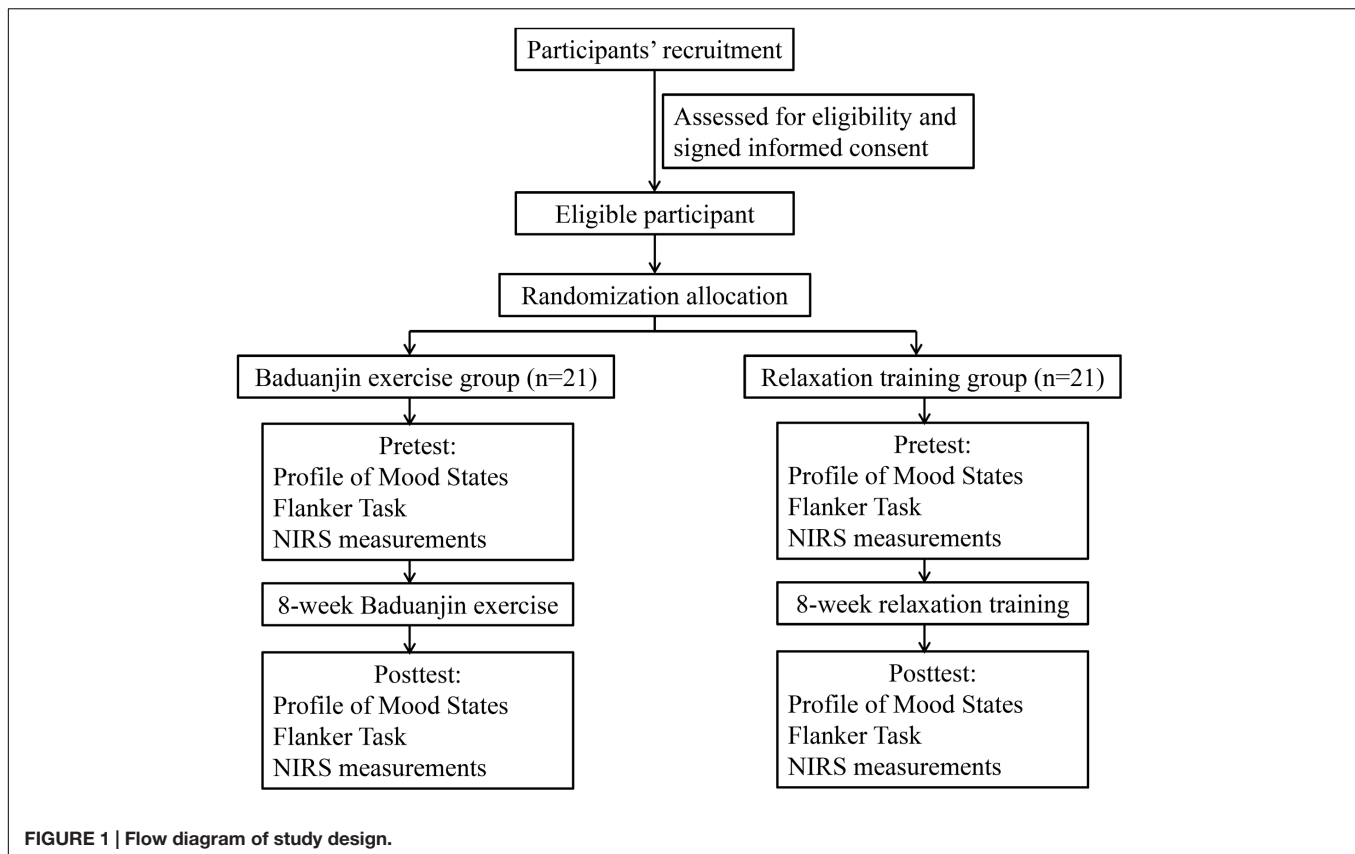 Participants’ recruitment
Assessed for eligibility and
signed informed consent
Eligible participant
Randomization allocation
Baduanjin exercise group (n=21)
Relaxation training group (n=21)
Pretest:
Profile of Mood States
Flanker Task
NIRS measurements
Pretest:
Profile of Mood States
Flanker Task
NIRS measurements
8-week Baduanjin exercise
8-week relaxation training
Posttest:
Profile of Mood States
Flanker Task
NIRS measurements
Posttest:
Profile of Mood States
Flanker Task
NIRS measurements
FIGURE 1 | Flow diagram of study design.